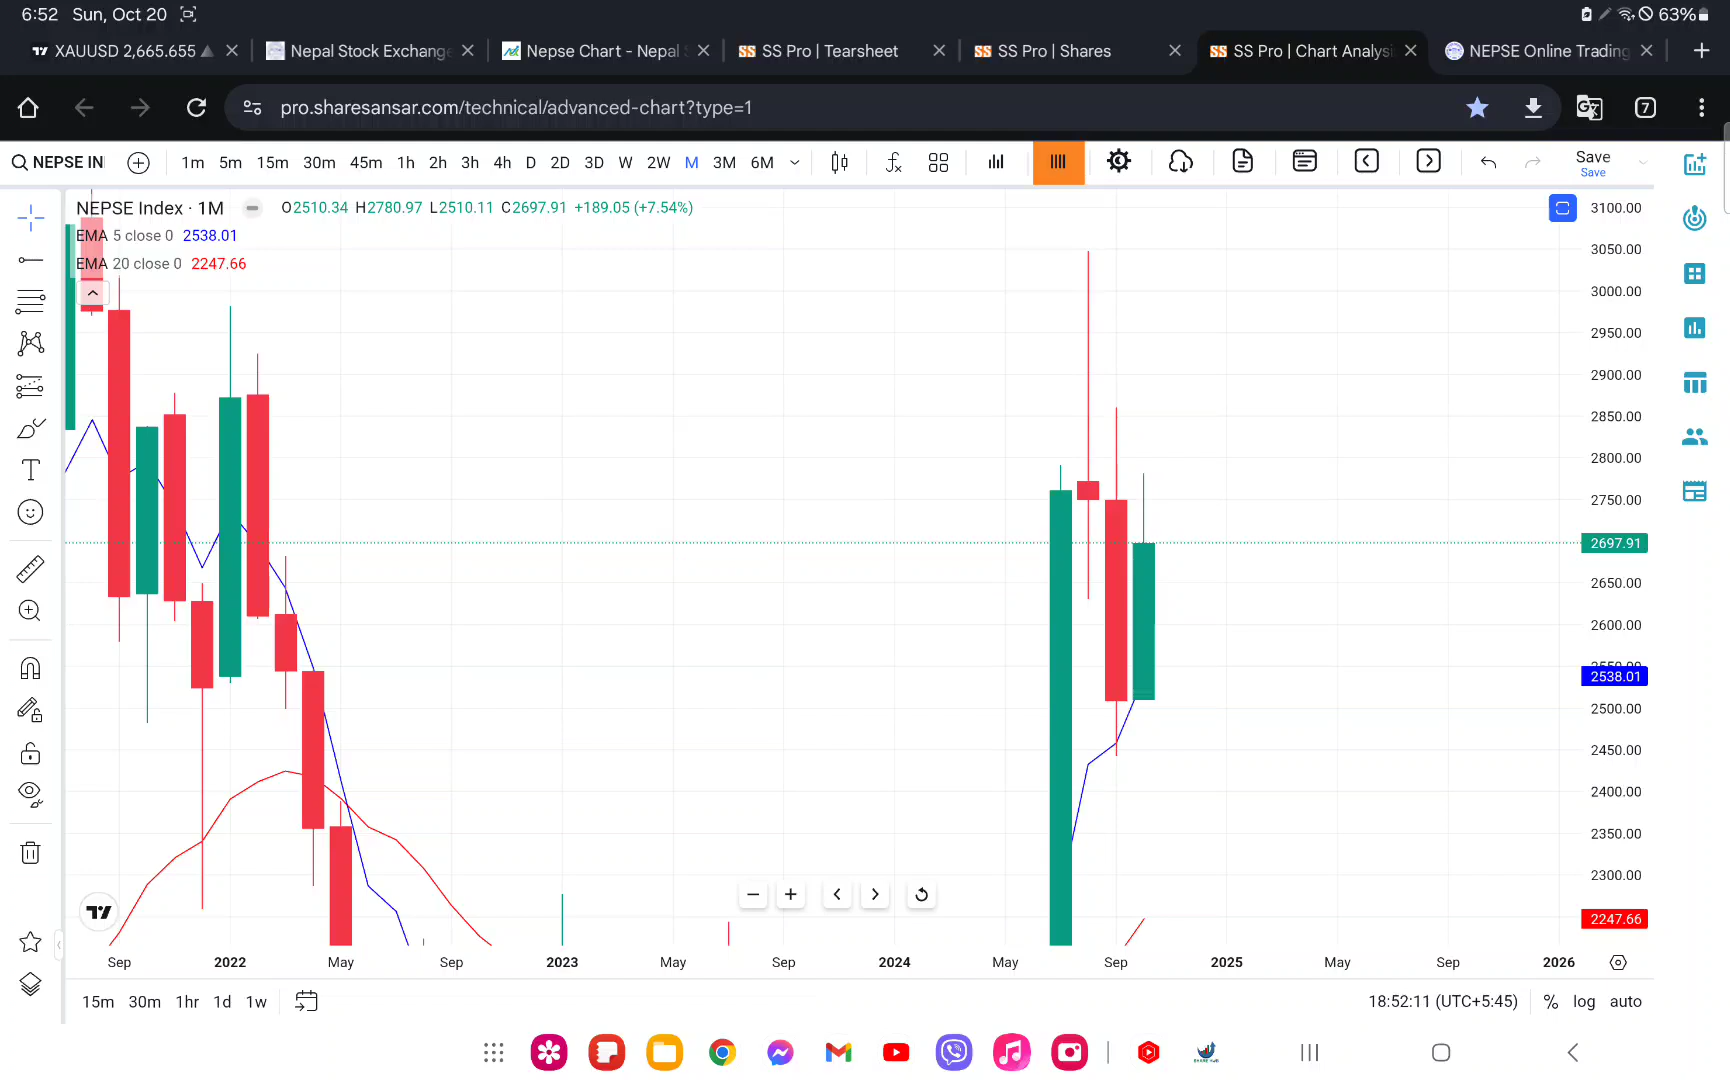 6:52 Sun, Oct 20 63%
XAUUSD 2,665.655 Nepal Stock Exchange Nepse Chart - Nepal S SS Pro | Tearsheet SS Pro | Shares SS Pro | Chart Analysi NEPSE Online Trading
pro.sharesansar.com/technical/advanced-chart?type=1 7
NEPSE IN 1m 5m 15m 30m 45m 1h 2h 3h 4h D 2D 3D W 2W M 3M 6M Save
Save
NEPSE Index · 1M O2510.34 H2780.97 L2510.11 C2697.91 +189.05 (+7.54%)
EMA 5 close 0 2538.01
EMA 20 close 0 2247.66
3100.00
3050.00
3000.00
2950.00
2900.00
2850.00
2800.00
2750.00
2697.91
2650.00
2600.00
2550.00
2538.01
2500.00
2450.00
2400.00
2350.00
2300.00
2247.66
Sep 2022 May Sep 2023 May Sep 2024 May Sep 2025 May Sep 2026
15m 30m 1hr 1d 1w 18:52:11 (UTC+5:45) % log auto